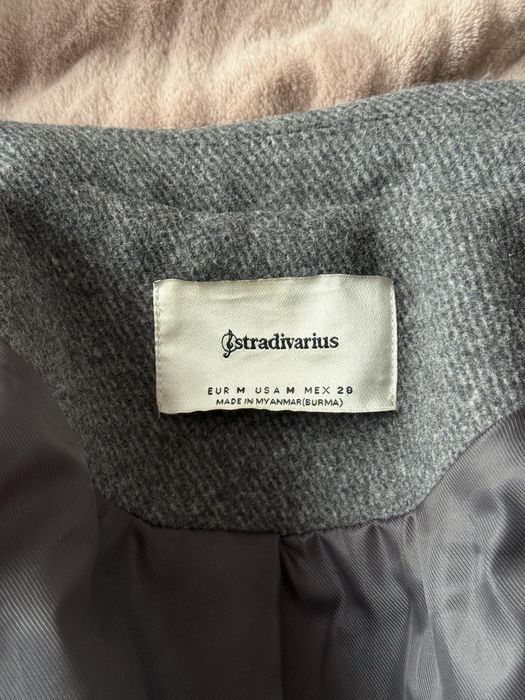 stradivarius
EUR M USA M MEX 28
MADE IN MYANMAR(BURMA)